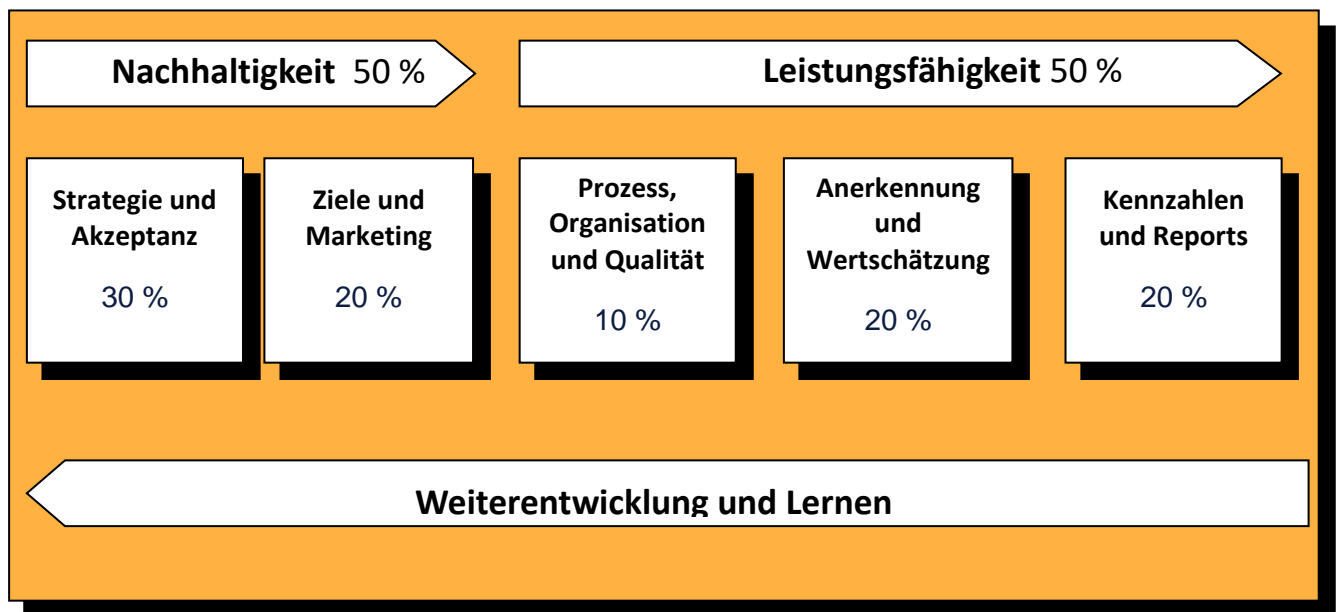 Nachhaltigkeit 50 %
Leistungsfähigkeit 50 %
Strategie und
Akzeptanz
30 %
Ziele und
Marketing
20 %
Prozess,
Organisation
und Qualität
10 %
Anerkennung
und
Wertschätzung
20 %
Kennzahlen
und Reports
20 %
Weiterentwicklung und Lernen